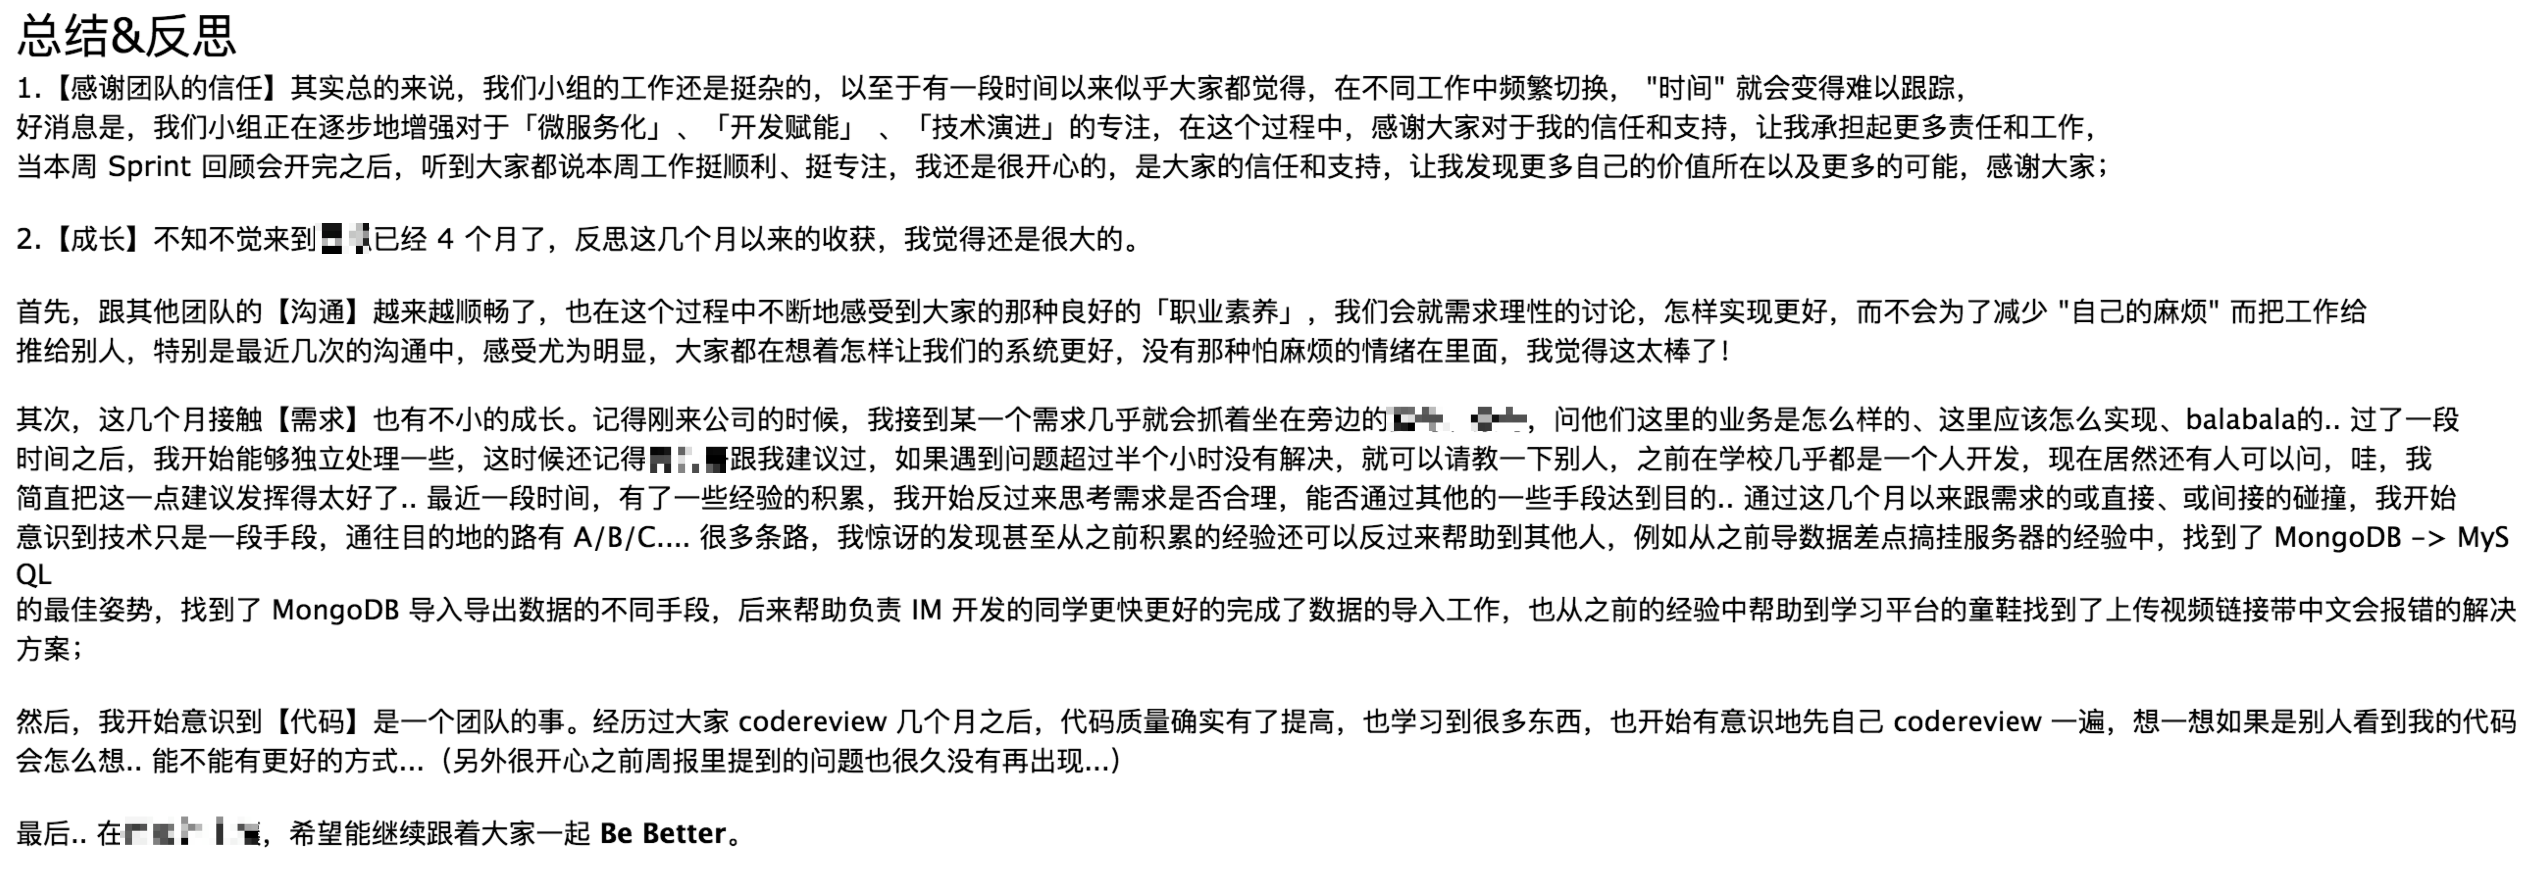 总结&反思
1.【感谢团队的信任】其实总的来说，我们小组的工作还是挺杂的，以至于有一段时间以来似乎大家都觉得，在不同工作中频繁切换， "时间" 就会变得难以跟踪，
好消息是，我们小组正在逐步地增强对于「微服务化」、「开发赋能」 、「技术演进」的专注，在这个过程中，感谢大家对于我的信任和支持，让我承担起更多责任和工作，
当本周 Sprint 回顾会开完之后，听到大家都说本周工作挺顺利、挺专注，我还是很开心的，是大家的信任和支持，让我发现更多自己的价值所在以及更多的可能，感谢大家；
2.【成长】不知不觉来到已经 4 个月了，反思这几个月以来的收获，我觉得还是很大的。
首先，跟其他团队的【沟通】越来越顺畅了，也在这个过程中不断地感受到大家的那种良好的「职业素养」，我们会就需求理性的讨论，怎样实现更好，而不会为了减少 "自己的麻烦" 而把工作给
推给别人，特别是最近几次的沟通中，感受尤为明显，大家都在想着怎样让我们的系统更好，没有那种怕麻烦的情绪在里面，我觉得这太棒了！
其次，这几个月接触【需求】也有不小的成长。记得刚来公司的时候，我接到某一个需求几乎就会抓着坐在旁边的，问他们这里的业务是怎么样的、这里应该怎么实现、balabala的.. 过了一段
时间之后，我开始能够独立处理一些，这时候还记得跟我建议过，如果遇到问题超过半个小时没有解决，就可以请教一下别人，之前在学校几乎都是一个人开发，现在居然还有人可以问，哇，我
简直把这一点建议发挥得太好了.. 最近一段时间，有了一些经验的积累，我开始反过来思考需求是否合理，能否通过其他的一些手段达到目的.. 通过这几个月以来跟需求的或直接、或间接的碰撞，我开始
意识到技术只是一段手段，通往目的地的路有 A/B/C.... 很多条路，我惊讶的发现甚至从之前积累的经验还可以反过来帮助到其他人，例如从之前导数据差点搞挂服务器的经验中，找到了 MongoDB -> MyS
QL
的最佳姿势，找到了 MongoDB 导入导出数据的不同手段，后来帮助负责 IM 开发的同学更快更好的完成了数据的导入工作，也从之前的经验中帮助到学习平台的童鞋找到了上传视频链接带中文会报错的解决
方案；
然后，我开始意识到【代码】是一个团队的事。经历过大家 codereview 几个月之后，代码质量确实有了提高，也学习到很多东西，也开始有意识地先自己 codereview 一遍，想一想如果是别人看到我的代码
会怎么想.. 能不能有更好的方式...（另外很开心之前周报里提到的问题也很久没有再出现...）
最后.. 在，希望能继续跟着大家一起 Be Better。